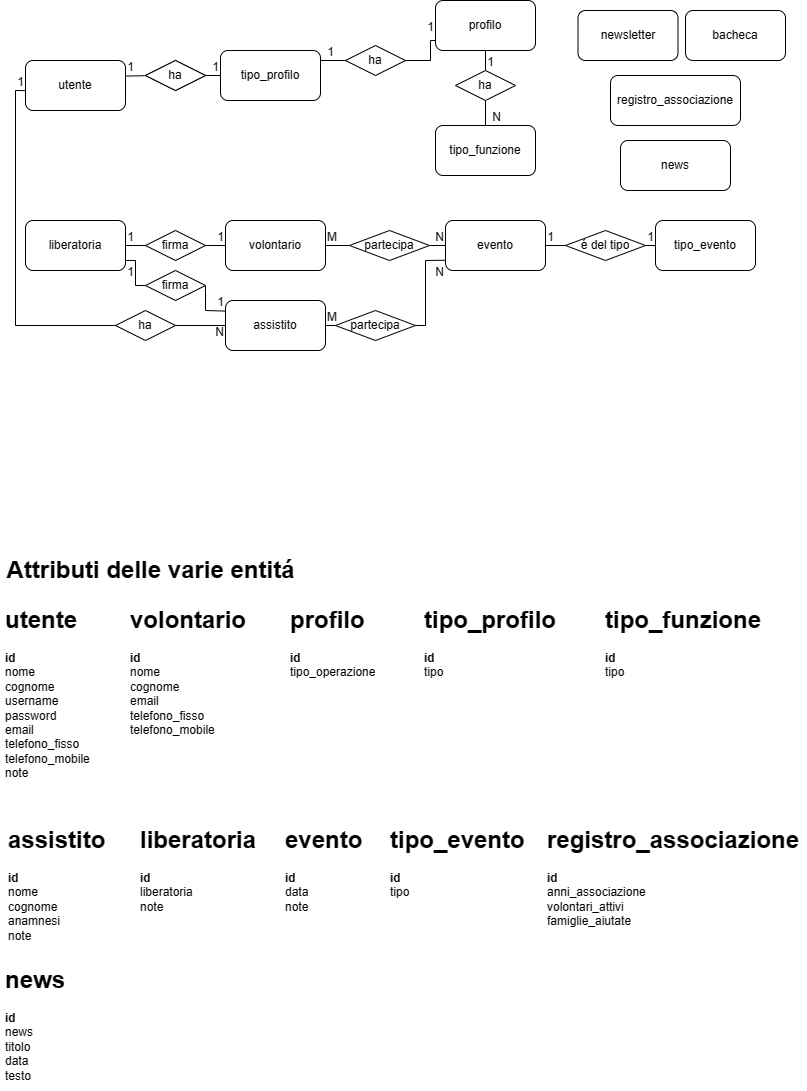 profilo
newsletter
bacheca
1
1
1
1
1
utente
ha
tipo_profilo
ha
1
1
ha
registro_associazione
N
tipo_funzione
news
liberatoria
1
firma
1
volontario
M
partecipa
N
evento
1
é del tipo
1
tipo_evento
1
firma
N
1
M
ha
N
assistito
partecipa
Attributi delle varie entitá
utente
id
nome
cognome
username
password
email
telefono_fisso
telefono_mobile
note
volontario
id
nome
cognome
email
telefono_fisso
telefono_mobile
profilo
id
tipo_operazione
tipo_profilo
id
tipo
tipo_funzione
id
tipo
assistito
id
nome
cognome
anamnesi
note
liberatoria
id
liberatoria
note
evento
id
data
note
tipo_evento
id
tipo
registro_associazione
id
anni_associazione
volontari_attivi
famiglie_aiutate
news
id
news
titolo
data
testo